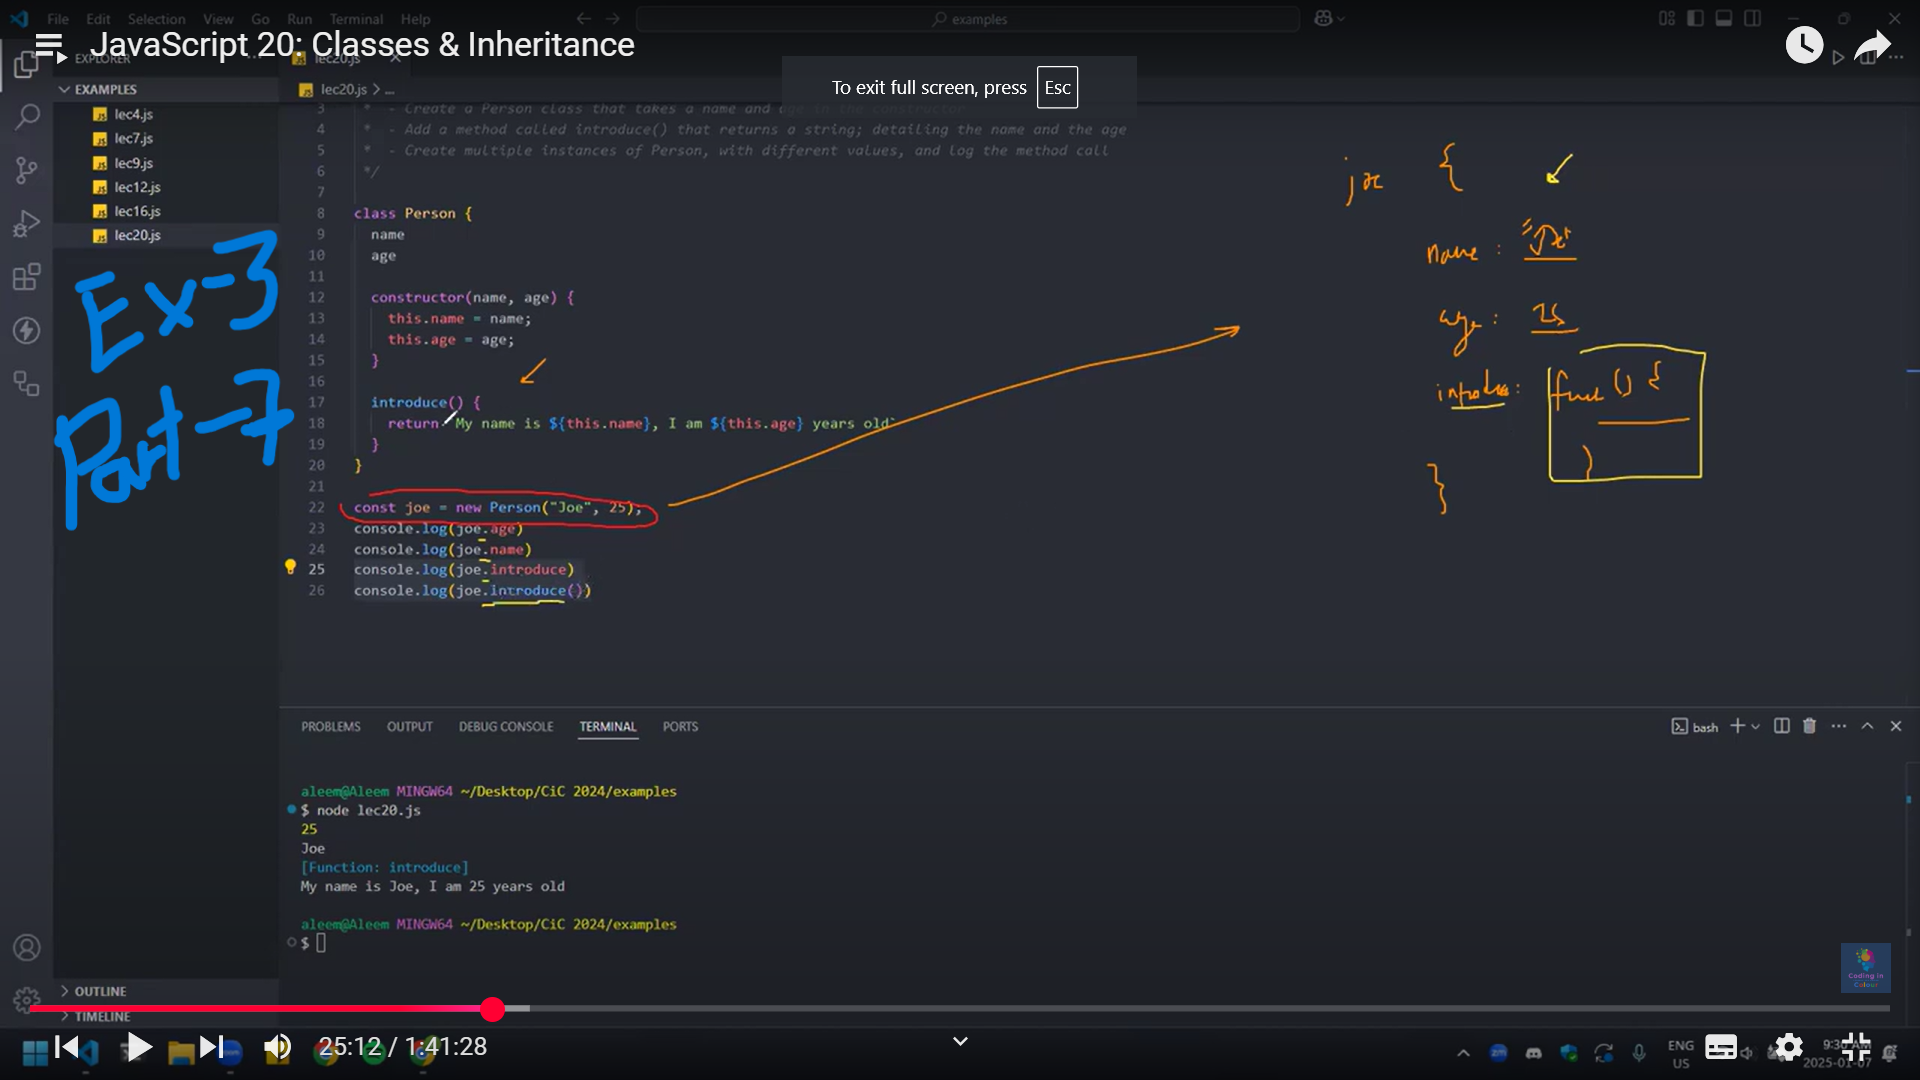 File Edit Selection View Go Run Terminal Help
examples
JavaScript 20: Classes & Inheritance
EXPLORER
lec20.js
To exit full screen, press Esc
EXAMPLES
lec4.js
lec7.js
lec9.js
lec12.js
lec16.js
lec20.js
Ex-3
Part-7
lec20.js > ...
3 * - Create a Person class that takes a name and age in the constructor
4 * - Add a method called introduce() that returns a string; detailing the name and the age
5 * - Create multiple instances of Person, with different values, and log the method call
6 */
7
8 class Person {
9 name
10 age
11
12 constructor(name, age) {
13 this.name = name;
14 this.age = age;
15 }
16
17 introduce() {
18 return `My name is ${this.name}, I am ${this.age} years old`
19 }
20 }
21
22 const joe = new Person("Joe", 25);
23 console.log(joe.age)
24 console.log(joe.name)
25 console.log(joe.introduce)
26 console.log(joe.introduce())
joe {
name : "Joe"
age : 25
introduce : func () {
}
}
PROBLEMS OUTPUT DEBUG CONSOLE TERMINAL PORTS
bash
aleem@Aleem MINGW64 ~/Desktop/CiC 2024/examples
$ node lec20.js
25
Joe
[Function: introduce]
My name is Joe, I am 25 years old
aleem@Aleem MINGW64 ~/Desktop/CiC 2024/examples
$
Coding in
Colour
OUTLINE
TIMELINE
25:12 / 1:41:28
ENG
US
9:30 AM
2025-01-07